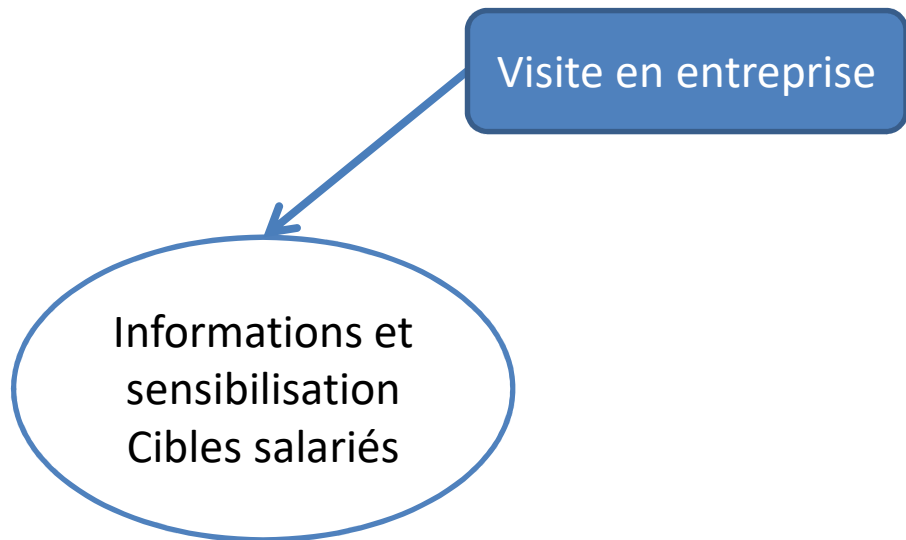 Visite en entreprise
Informations et
sensibilisation
Cibles salariés